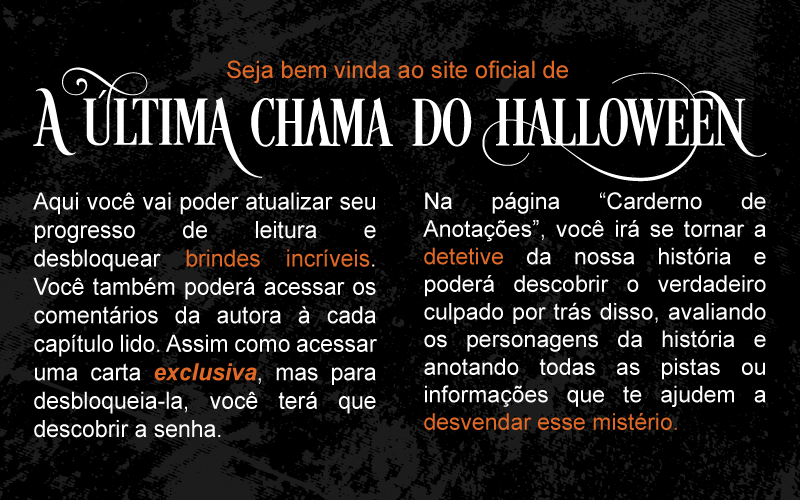 Seja bem vinda ao site oficial de
A ÚLTIMA CHAMA DO HALLOWEEN
Aqui você vai poder atualizar seu
progresso de leitura e
desbloquear brindes incríveis.
Você também poderá acessar os
comentários da autora à cada
capítulo lido. Assim como acessar
uma carta exclusiva, mas para
desbloqueia-la, você terá que
descobrir a senha.
Na página “Carderno de
Anotações”, você irá se tornar a
detetive da nossa história e
poderá descobrir o verdadeiro
culpado por trás disso, avaliando
os personagens da história e
anotando todas as pistas ou
informações que te ajudem a
desvendar esse mistério.